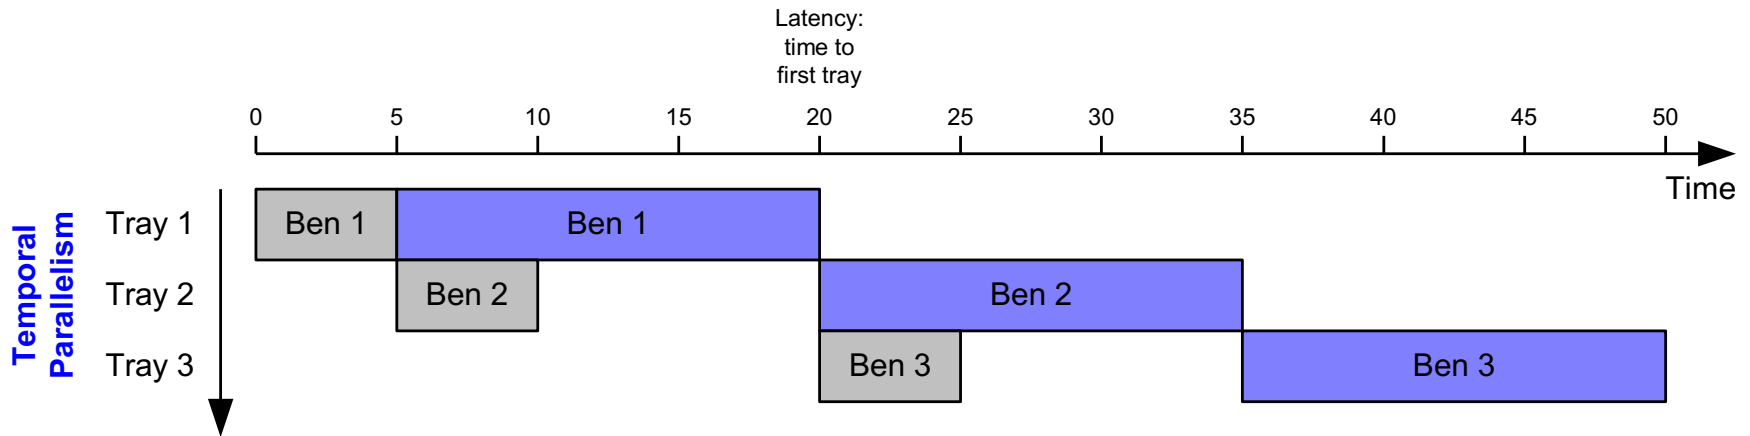 Latency:
time to
first tray
0 5 10 15 20 25 30 35 40 45 50
Time
Temporal
Parallelism
Tray 1 Ben 1 Ben 1
Tray 2 Ben 2 Ben 2
Tray 3 Ben 3 Ben 3